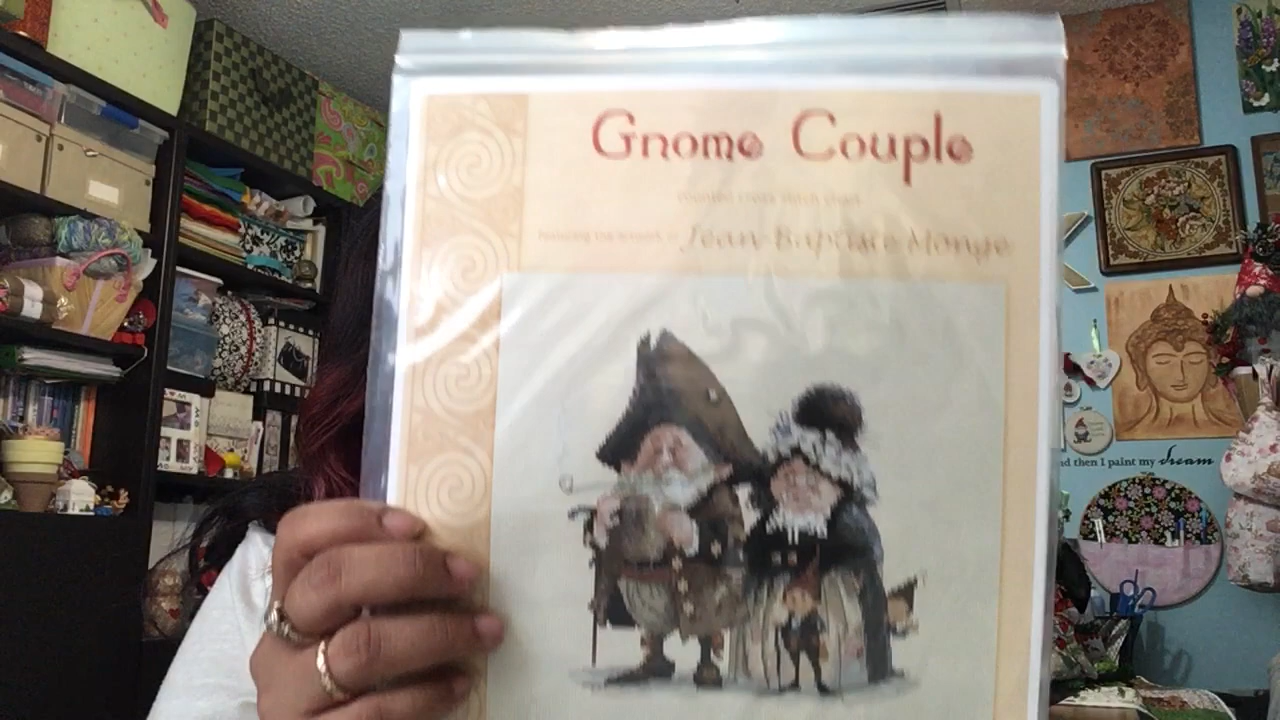 Gnome Couple
counted cross stitch chart
featuring the artwork of Jean-Baptiste Monge
nd then I paint my dream